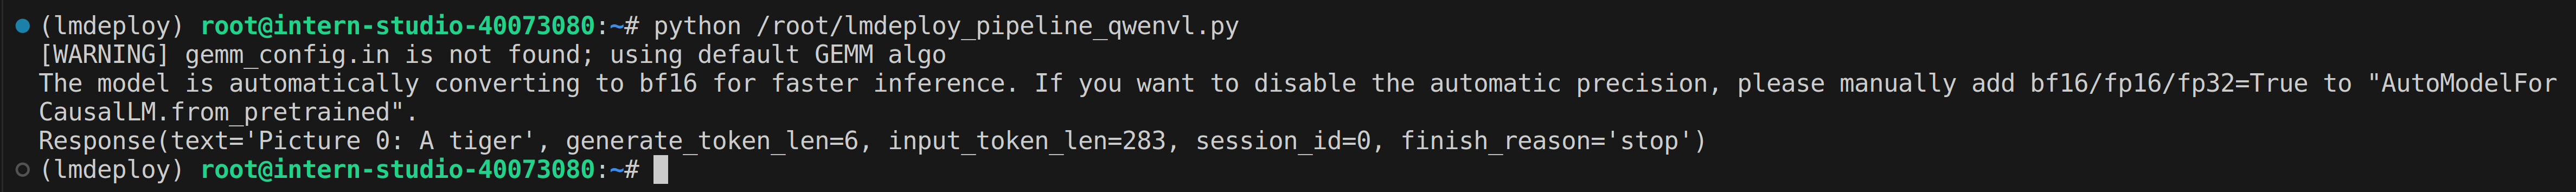 (lmdeploy) root@intern-studio-40073080:~# python /root/lmdeploy_pipeline_qwenvl.py
[WARNING] gemm_config.in is not found; using default GEMM algo
The model is automatically converting to bf16 for faster inference. If you want to disable the automatic precision, please manually add bf16/fp16/fp32=True to "AutoModelFor
CausalLM.from_pretrained".
Response(text='Picture 0: A tiger', generate_token_len=6, input_token_len=283, session_id=0, finish_reason='stop')
(lmdeploy) root@intern-studio-40073080:~#